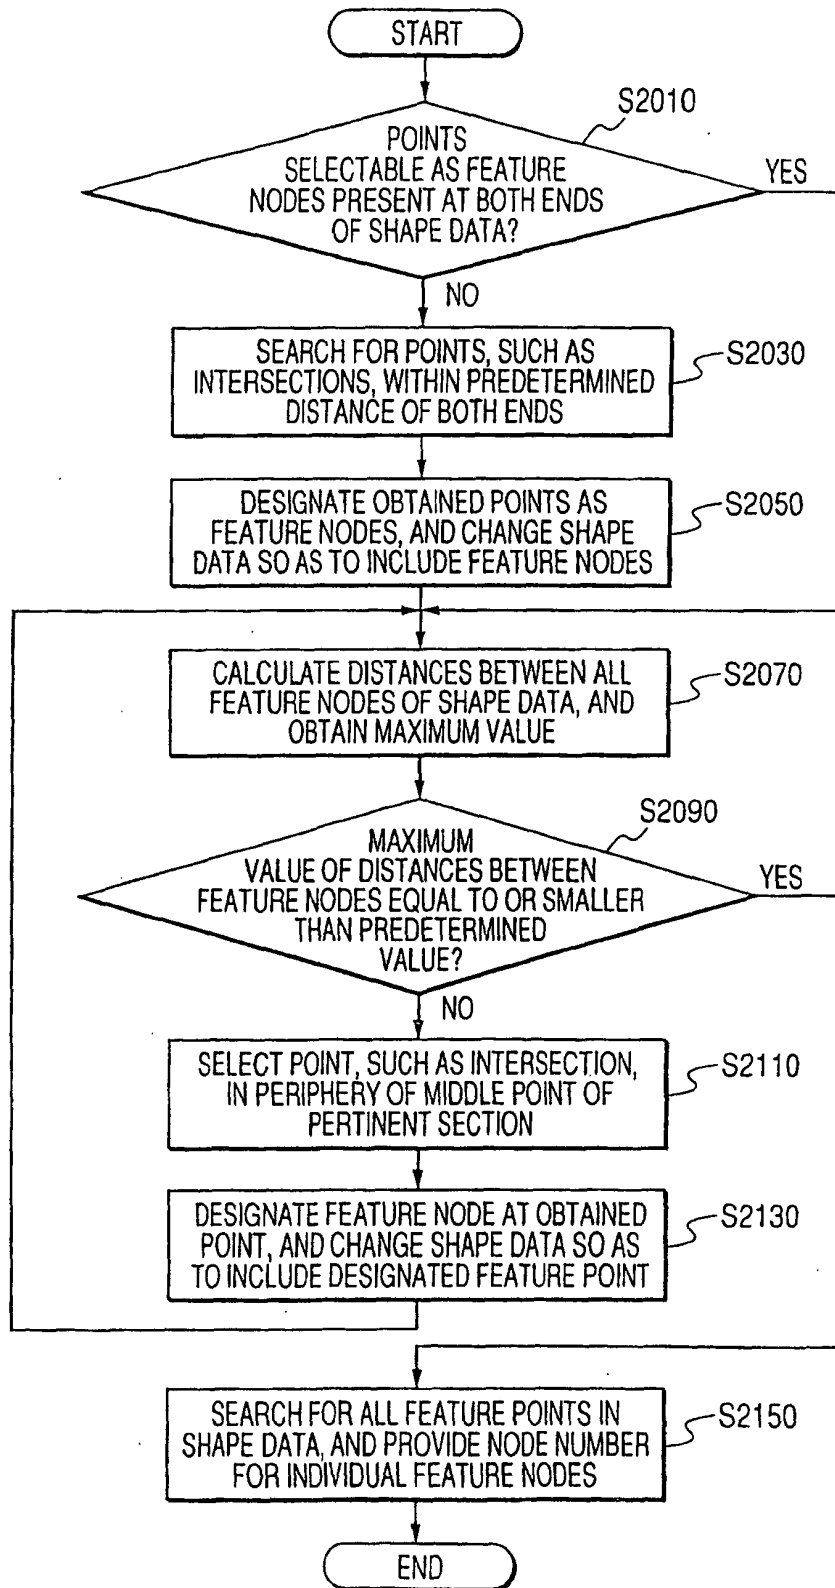 START
S2010
POINTS
SELECTABLE AS FEATURE
NODES PRESENT AT BOTH ENDS
OF SHAPE DATA?
YES
NO
SEARCH FOR POINTS, SUCH AS
INTERSECTIONS, WITHIN PREDETERMINED
DISTANCE OF BOTH ENDS
S2030
DESIGNATE OBTAINED POINTS AS
FEATURE NODES, AND CHANGE SHAPE
DATA SO AS TO INCLUDE FEATURE NODES
S2050
CALCULATE DISTANCES BETWEEN ALL
FEATURE NODES OF SHAPE DATA, AND
OBTAIN MAXIMUM VALUE
S2070
S2090
MAXIMUM
VALUE OF DISTANCES BETWEEN
FEATURE NODES EQUAL TO OR SMALLER
THAN PREDETERMINED
VALUE?
YES
NO
SELECT POINT, SUCH AS INTERSECTION,
IN PERIPHERY OF MIDDLE POINT OF
PERTINENT SECTION
S2110
DESIGNATE FEATURE NODE AT OBTAINED
POINT, AND CHANGE SHAPE DATA SO AS
TO INCLUDE DESIGNATED FEATURE POINT
S2130
SEARCH FOR ALL FEATURE POINTS IN
SHAPE DATA, AND PROVIDE NODE NUMBER
FOR INDIVIDUAL FEATURE NODES
S2150
END